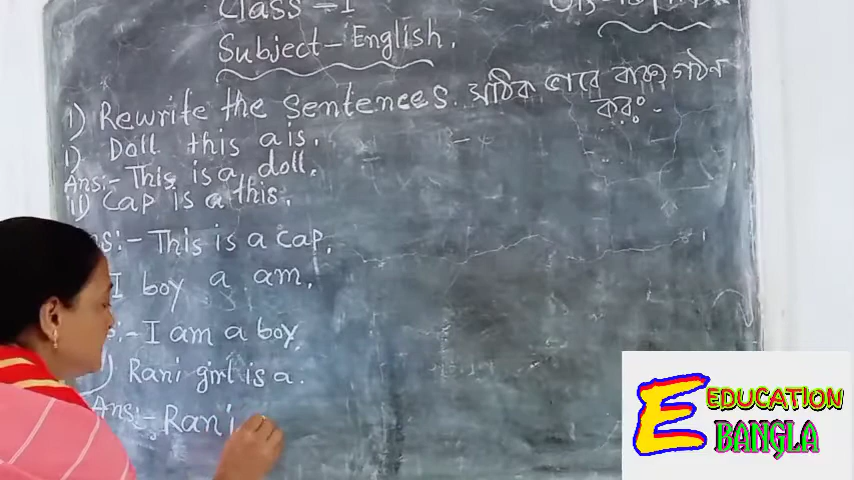 Class - I
Subject - English.
1) Rewrite the Sentences. সঠিক ভাবে বাক্য গঠন
করঃ-
i) Doll this a is.
Ans:- This is a doll.
ii) Cap is a this.
Ans:- This is a cap.
I boy a am.
s:- I am a boy.
) Rani girl is a.
Ans:- Rani
EDUCATION
BANGLA